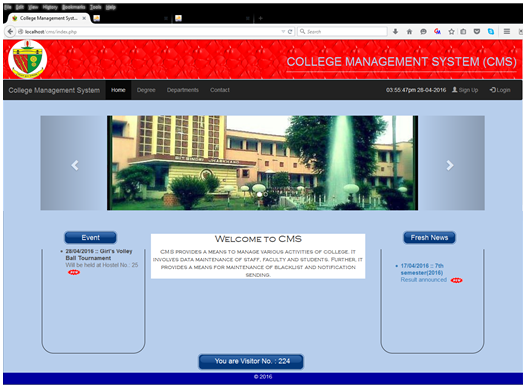 File Edit View History Bookmarks Tools Help
College Management Syst...
localhost/cms/index.php
Search
COLLEGE MANAGEMENT SYSTEM (CMS)
College Management System Home Degree Departments Contact 03:55:47pm 28-04-2016 Sign Up Login
Event
28/04/2016 :: Girl's Volley
Ball Tournament
Will be held at Hostel No : 25
Welcome to CMS
CMS provides a means to manage various activities of college. It
involves data maintenance of staff, faculty and students. Further, it
provides a means for maintenance of blacklist and notification
sending.
Fresh News
17/04/2016 :: 7th
semester(2016)
Result announced
You are Visitor No. : 224
© 2016